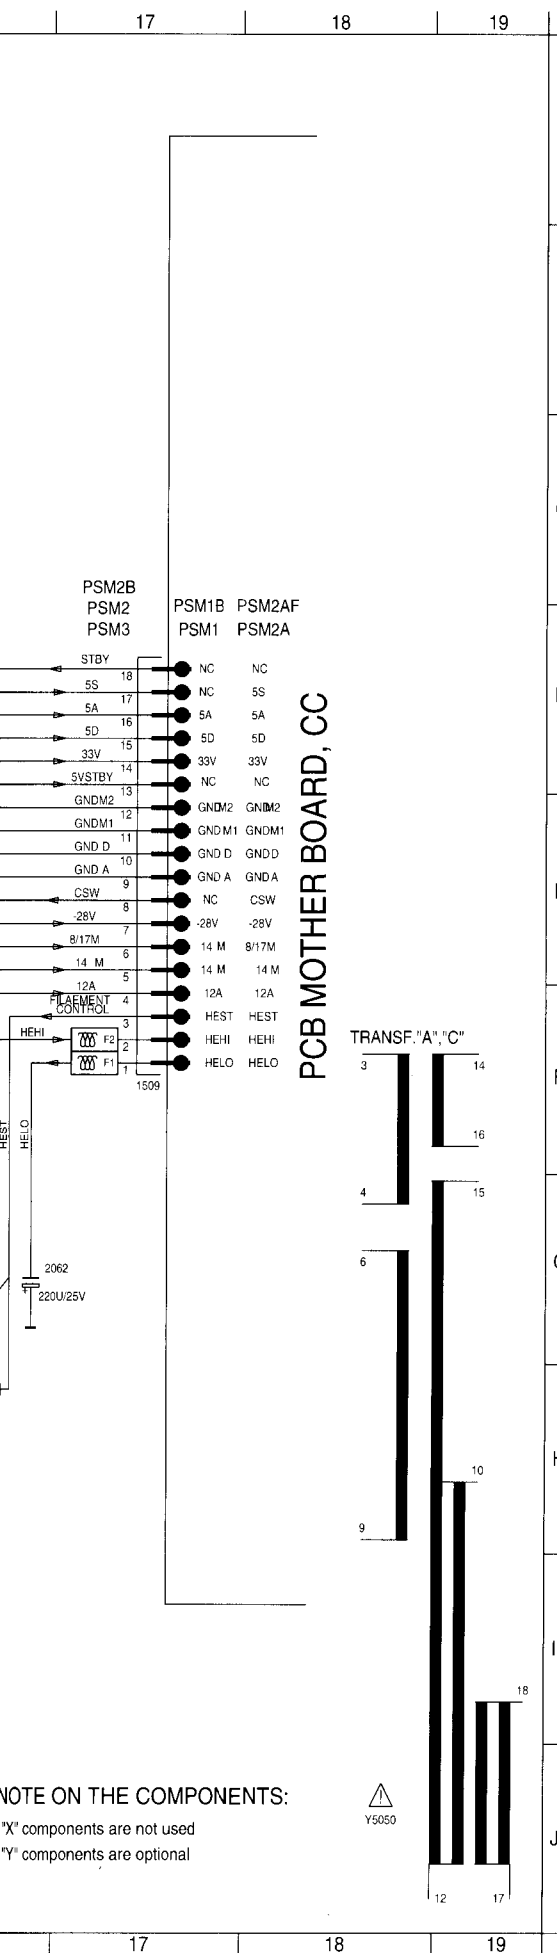 17 18 19
PSM2B
PSM2 PSM1B PSM2AF
PSM3 PSM1 PSM2A
STBY 18 NC NC
5S 17 NC 5S
5A 16 5A 5A
5D 15 5D 5D
33V 14 33V 33V
5VSTBY 13 NC NC
GNDM2 12 GNDM2 GNDM2
GNDM1 11 GNDM1 GNDM1
GND D 10 GND D GND D
GND A 9 GND A GND A
CSW 8 NC CSW
-28V 7 -28V -28V
8/17M 6 14 M 8/17M
14 M 5 14 M 14 M
12A 4 12A 12A
FILAEMENT
CONTROL 3 HEST HEST
HEHI F2 2 HEHI HEHI
F1 1 HELO HELO
1509
PCB MOTHER BOARD, CC
TRANSF."A","C"
3 14
16
4 15
6
HEST
HELO
2062
+
220U/25V
10
9
18
NOTE ON THE COMPONENTS:
"X" components are not used
"Y" components are optional
Y5050
12 17
F
H
I
J
17 18 19